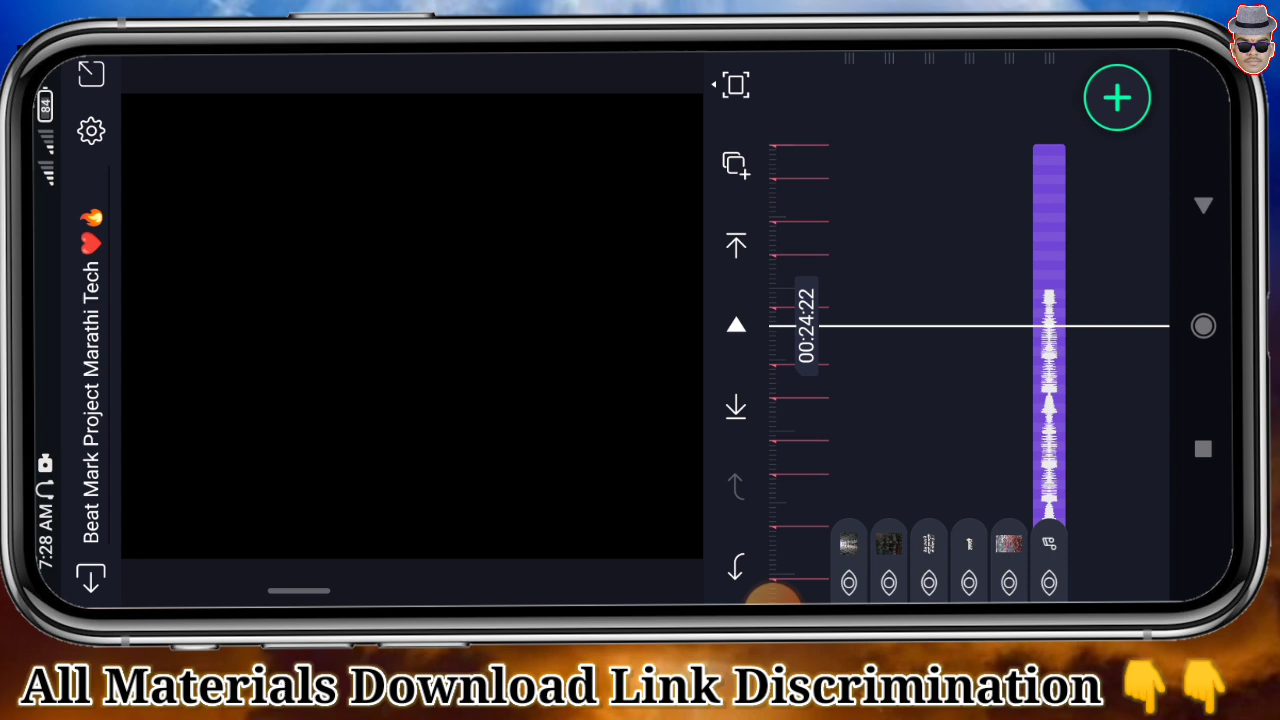 84
7:28 AM
Beat Mark Project Marathi Tech ❤️🔥
00:24:22
All Materials Download Link Discrimination 👇👇